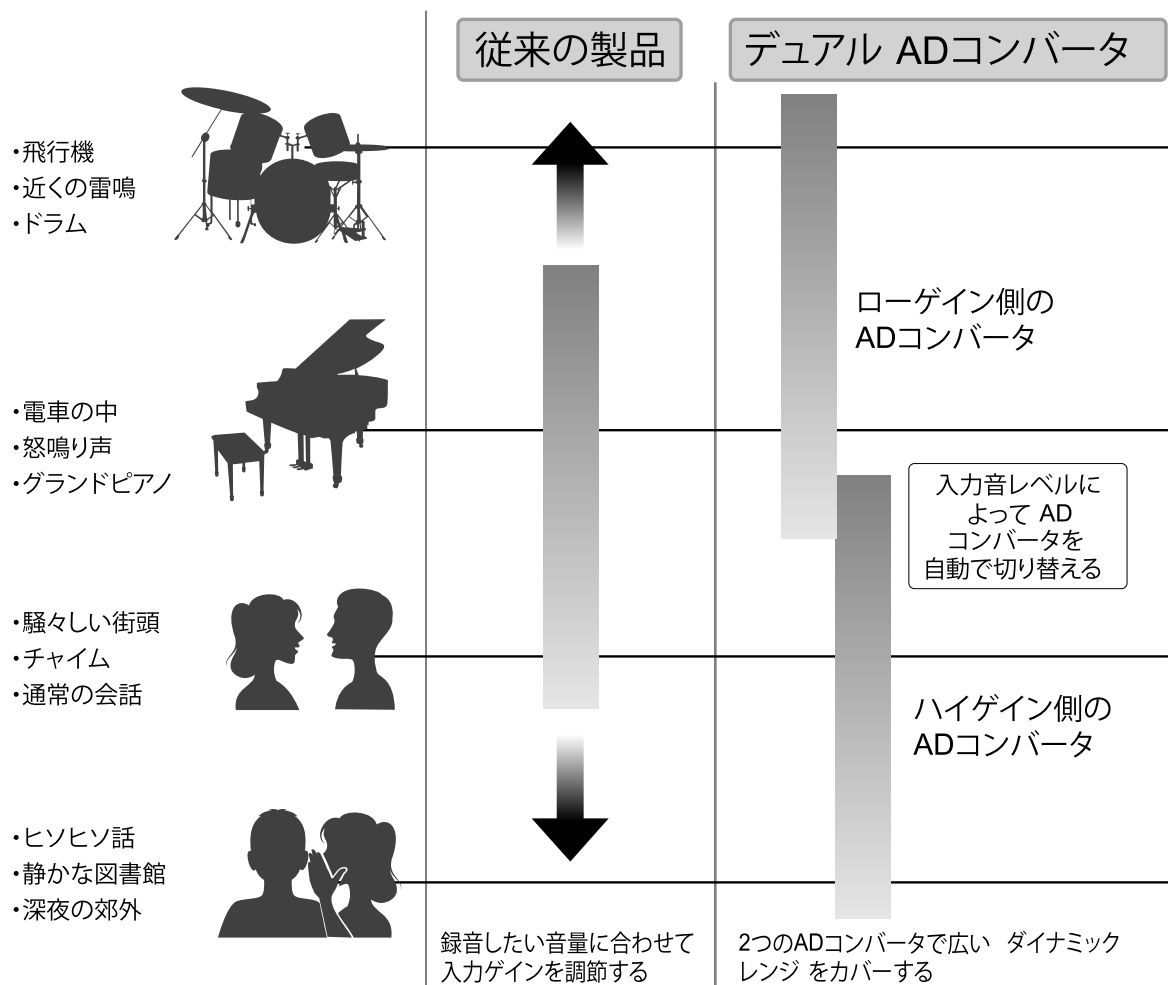 従来の製品
デュアル ADコンバータ
・飛行機
・近くの雷鳴
・ドラム
ローゲイン側の
ADコンバータ
・電車の中
・怒鳴り声
・グランドピアノ
入力音レベルに
よって AD
コンバータを
自動で切り替える
・騒々しい街頭
・チャイム
・通常の会話
ハイゲイン側の
ADコンバータ
・ヒソヒソ話
・静かな図書館
・深夜の郊外
録音したい音量に合わせて
入力ゲインを調節する
2つのADコンバータで広い ダイナミック
レンジ をカバーする